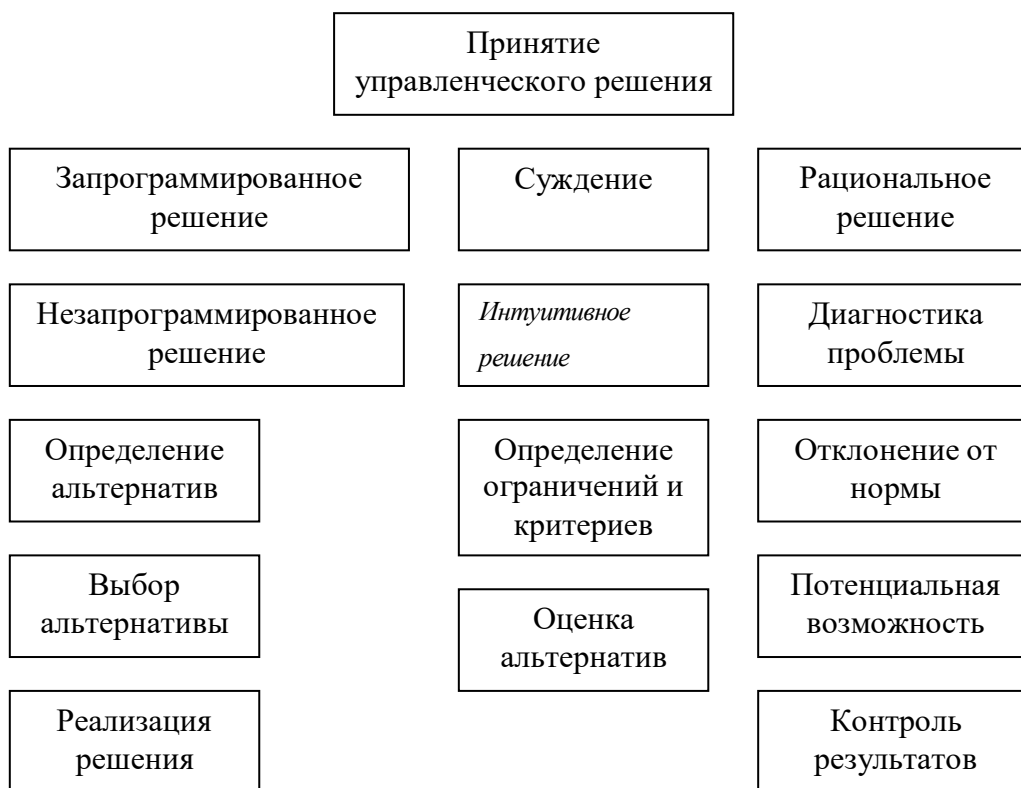 Принятие
управленческого решения
Запрограммированное
решение
Суждение
Рациональное
решение
Незапрограммированное
решение
Интуитивное
решение
Диагностика
проблемы
Определение
альтернатив
Определение
ограничений и
критериев
Отклонение от
нормы
Выбор
альтернативы
Оценка
альтернатив
Потенциальная
возможность
Реализация
решения
Контроль
результатов